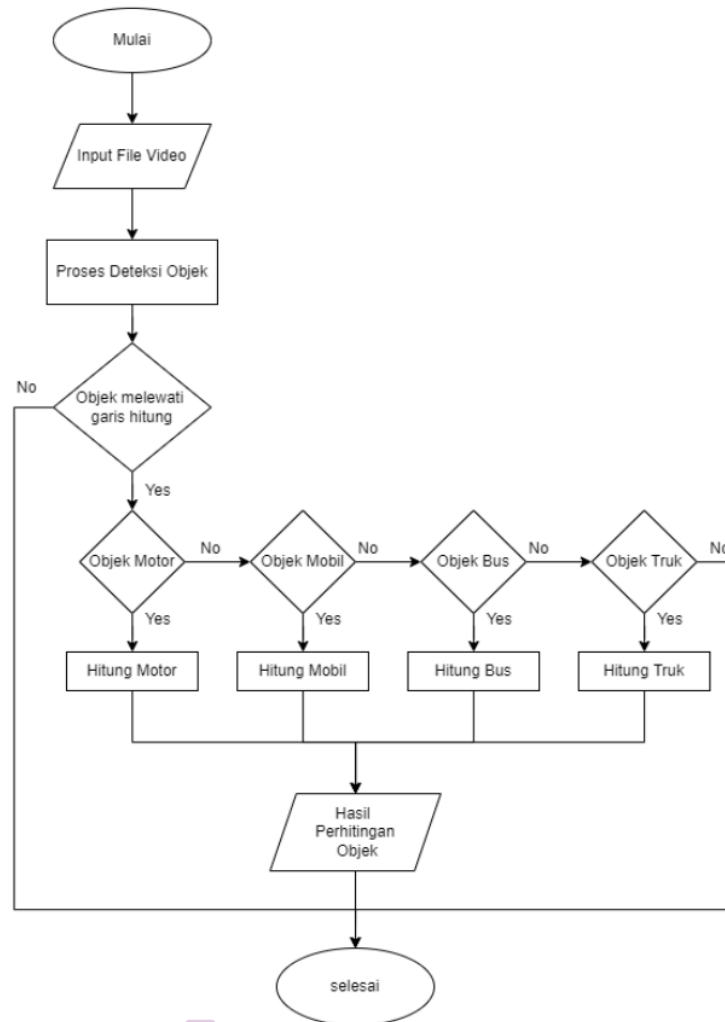 Mulai
Input File Video
Proses Deteksi Objek
No
Objek melewati
garis hitung
Yes
Objek Motor
No
Objek Mobil
No
Objek Bus
No
Objek Truk
No
Yes
Yes
Yes
Yes
Hitung Motor
Hitung Mobil
Hitung Bus
Hitung Truk
Hasil
Perhitingan
Objek
selesai